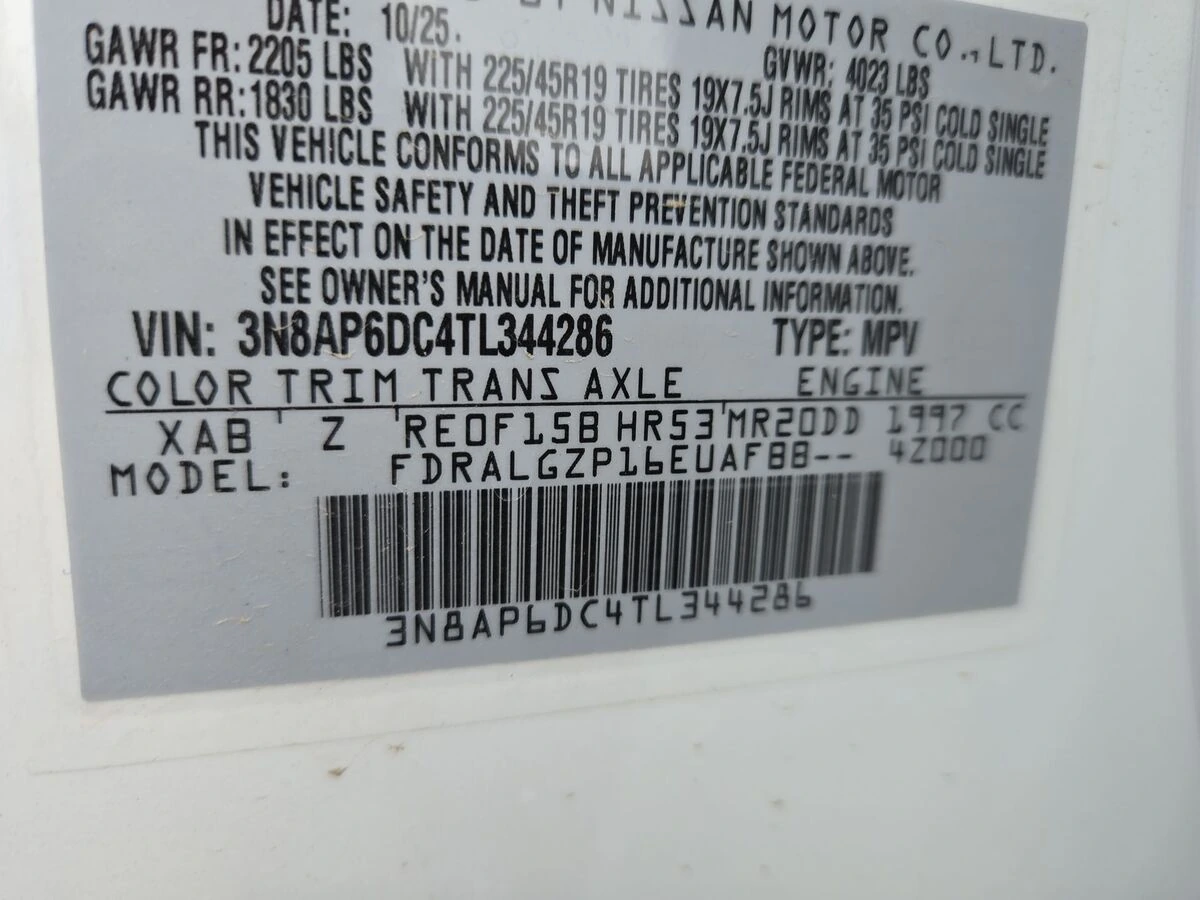 NISSAN MOTOR CO., LTD.
DATE: 10/25. GVWR: 4023 LBS
GAWR FR: 2205 LBS WITH 225/45R19 TIRES 19X7.5J RIMS AT 35 PSI COLD SINGLE
GAWR RR: 1830 LBS WITH 225/45R19 TIRES 19X7.5J RIMS AT 35 PSI COLD SINGLE
THIS VEHICLE CONFORMS TO ALL APPLICABLE FEDERAL MOTOR
VEHICLE SAFETY AND THEFT PREVENTION STANDARDS
IN EFFECT ON THE DATE OF MANUFACTURE SHOWN ABOVE.
SEE OWNER'S MANUAL FOR ADDITIONAL INFORMATION.
VIN: 3N8AP6DC4TL344286 TYPE: MPV
COLOR TRIM TRANS AXLE ENGINE
XAB Z RE0F15B HR53 MR20DD 1997 CC
MODEL: FDRALGZP16EUAFBB-- 4Z000
3N8AP6DC4TL344286